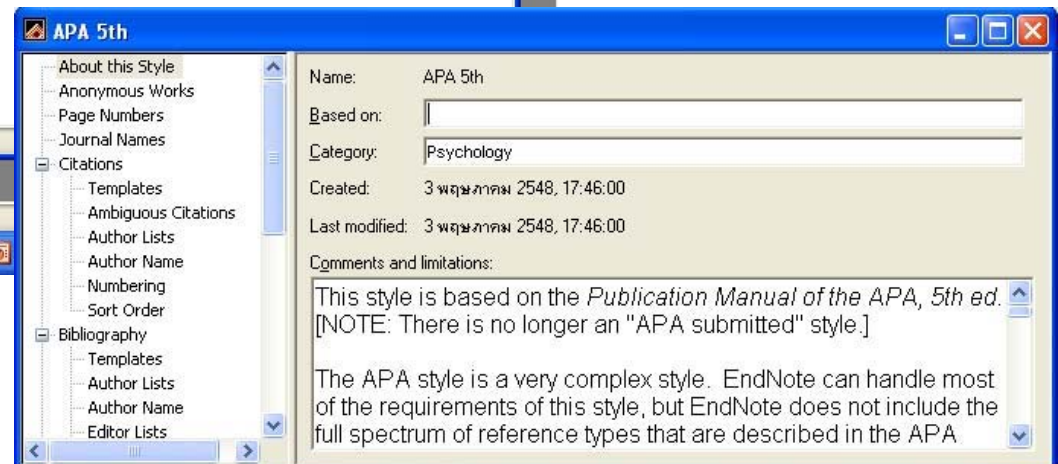 APA 5th
About this Style
Anonymous Works
Page Numbers
Journal Names
Citations
Templates
Ambiguous Citations
Author Lists
Author Name
Numbering
Sort Order
Bibliography
Templates
Author Lists
Author Name
Editor Lists
Name: APA 5th
Based on:
Category: Psychology
Created: 3 พฤษภาคม 2548, 17:46:00
Last modified: 3 พฤษภาคม 2548, 17:46:00
Comments and limitations:
This style is based on the Publication Manual of the APA, 5th ed.
[NOTE: There is no longer an "APA submitted" style.]
The APA style is a very complex style. EndNote can handle most
of the requirements of this style, but EndNote does not include the
full spectrum of reference types that are described in the APA